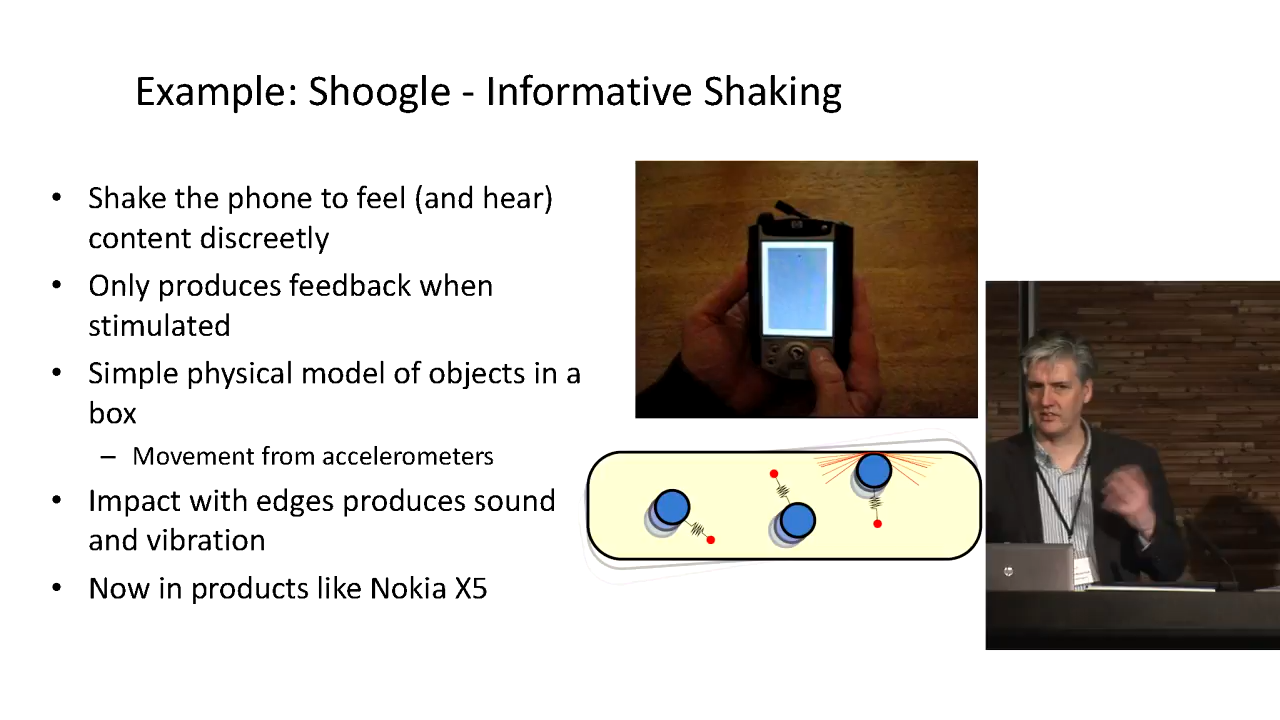 Example: Shoogle - Informative Shaking
• Shake the phone to feel (and hear)
content discreetly
• Only produces feedback when
stimulated
• Simple physical model of objects in a
box
– Movement from accelerometers
• Impact with edges produces sound
and vibration
• Now in products like Nokia X5